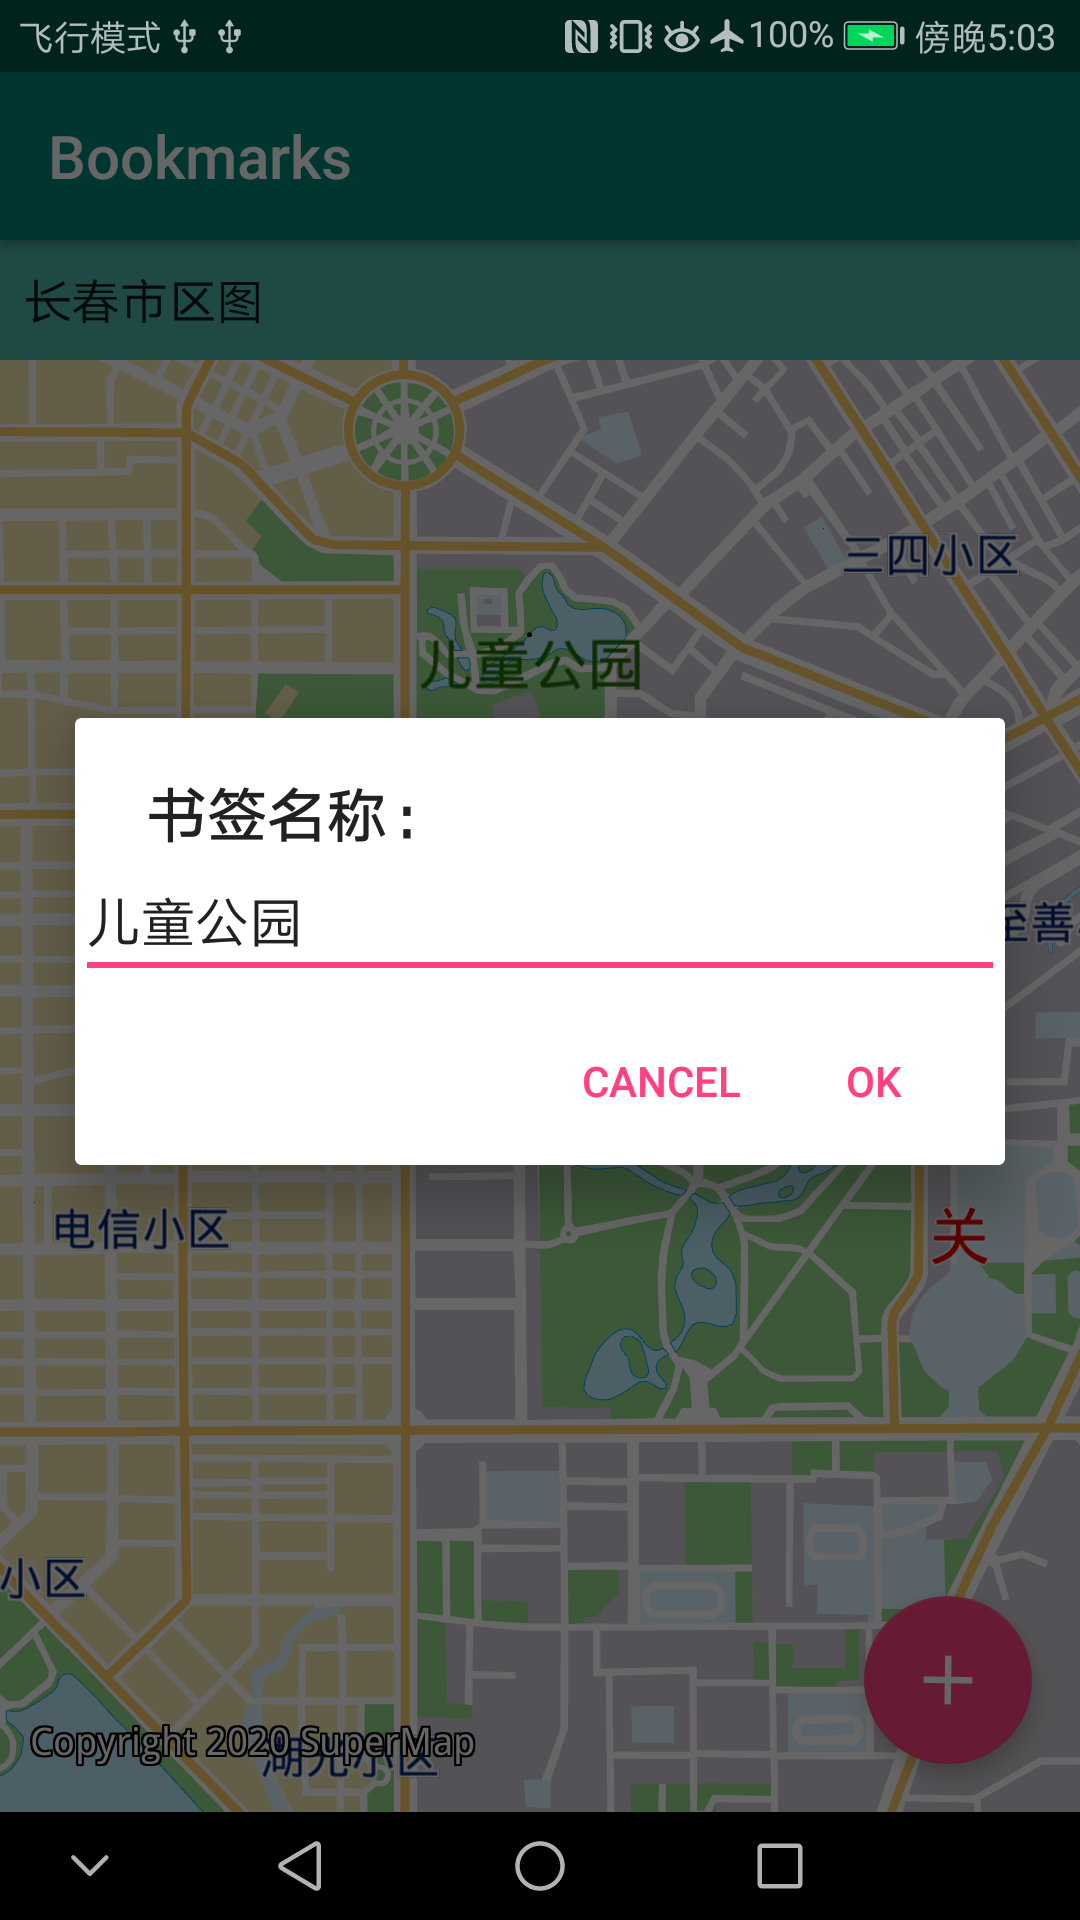 飞行模式 100% 傍晚5:03
Bookmarks
长春市区图
三四小区
儿童公园
书签名称:
儿童公园
至善
CANCEL OK
电信小区
关
小区
Copyright 2020 SuperMap
湖光小区